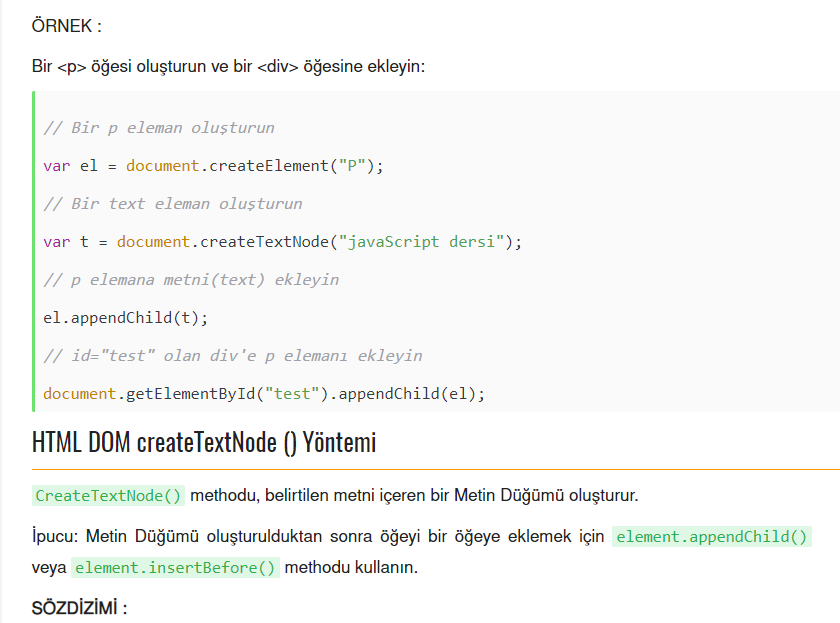 ÖRNEK :
Bir <p> öğesi oluşturun ve bir <div> öğesine ekleyin:
// Bir p eleman oluşturun
var el = document.createElement("P");
// Bir text eleman oluşturun
var t = document.createTextNode("javaScript dersi");
// p elemana metni(text) ekleyin
el.appendChild(t);
// id="test" olan div'e p elemanı ekleyin
document.getElementById("test").appendChild(el);
HTML DOM createTextNode () Yöntemi
CreateTextNode() methodu, belirtilen metni içeren bir Metin Düğümü oluşturur.
İpucu: Metin Düğümü oluşturulduktan sonra öğeyi bir öğeye eklemek için element.appendChild()
veya element.insertBefore() methodu kullanın.
SÖZDİZİMİ :